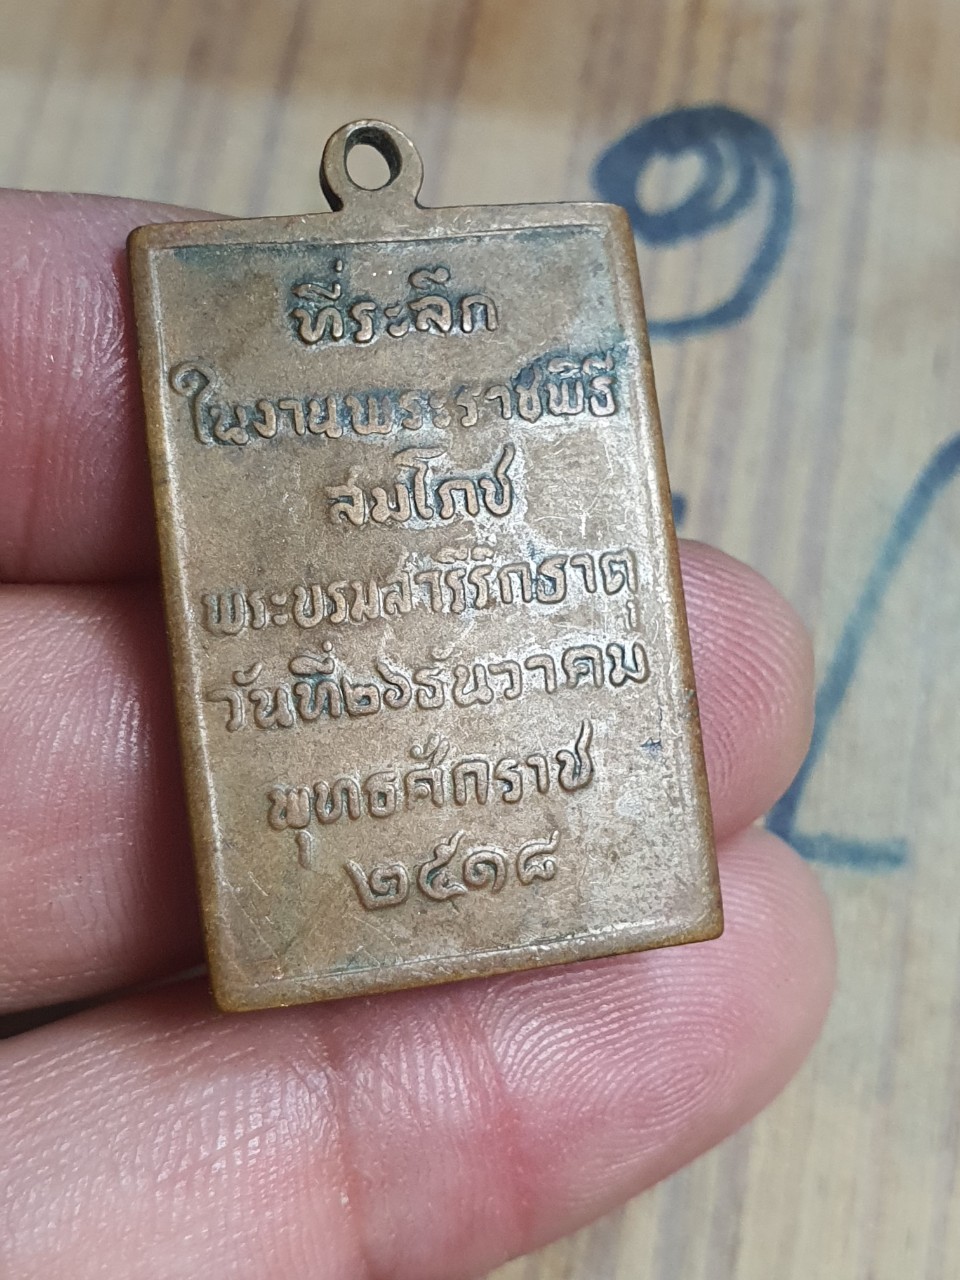 ที่ระลึก
ในงานพระราชพิธี
สมโภช
พระบรมสารีริกธาตุ
วันที่๒๖ธันวาคม
พุทธศักราช
๒๕๑๘